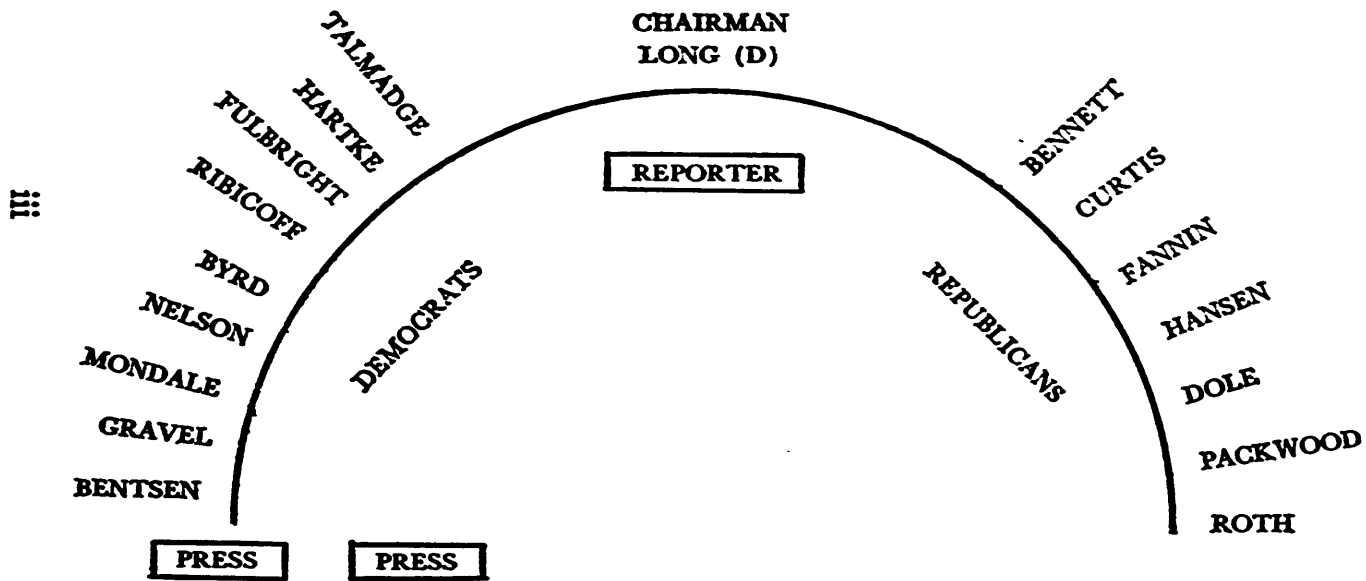 CHAIRMAN
LONG (D)
TALMADGE
HARTKE
FULBRIGHT
RIBICOFF
BYRD
NELSON
MONDALE
GRAVEL
BENTSEN
DEMOCRATS
REPORTER
REPUBLICANS
BENNETT
CURTIS
FANNIN
HANSEN
DOLE
PACKWOOD
ROTH
PRESS
PRESS
iii